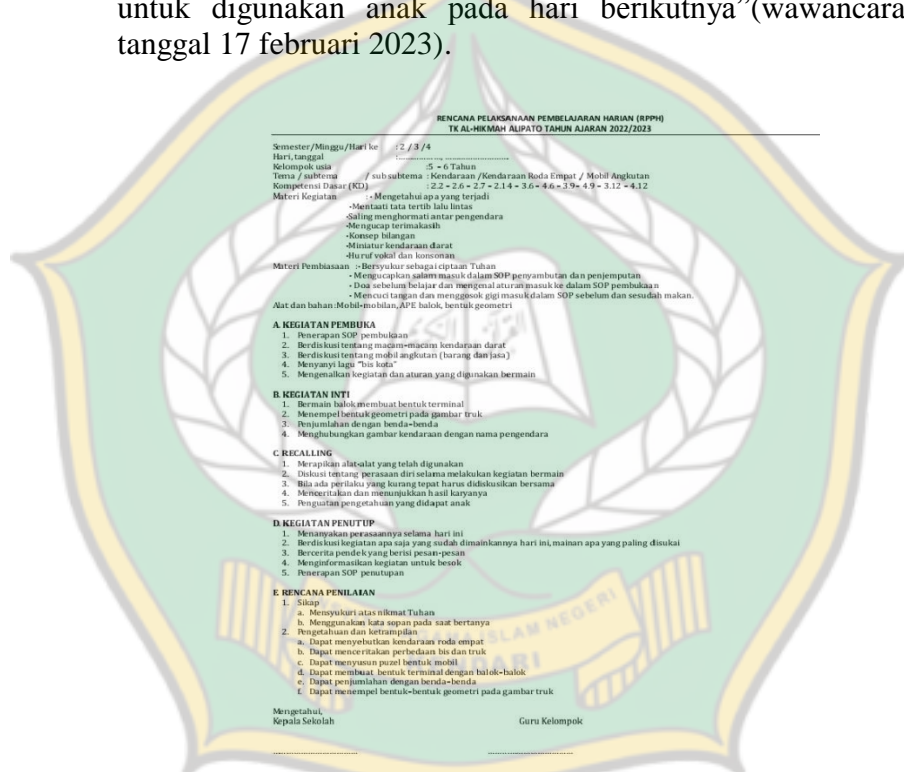 untuk digunakan anak pada hari berikutnya”(wawancara
tanggal 17 februari 2023).
RENCANA PELAKSANAAN PEMBELAJARAN HARIAN (RPPH)
TK AL-HIKMAH ALIPATO TAHUN AJARAN 2022/2023
Semester/Minggu/Hari ke : 2 / 3 /4
Hari, tanggal :................., .........................
Kelompok usia :5 – 6 Tahun
Tema / subtema / sub subtema : Kendaraan /Kendaraan Roda Empat / Mobil Angkutan
Kompetensi Dasar (KD) : 2.2 – 2.6 – 2.7 – 2.14 – 3.6 – 4.6 – 3.9– 4.9 – 3.12 – 4.12
Materi Kegiatan : - Mengetahui apa yang terjadi
-Mentaati tata tertib lalu lintas
-Saling menghormati antar pengendara
-Mengucap terimakasih
-Konsep bilangan
-Miniatur kendaraan darat
-Huruf vokal dan konsonan
Materi Pembiasaan :- Bersyukur sebagai ciptaan Tuhan
- Mengucapkan salam masuk dalam SOP penyambutan dan penjemputan
- Doa sebelum belajar dan mengenal aturan masuk ke dalam SOP pembukaan
- Mencuci tangan dan menggosok gigi masuk dalam SOP sebelum dan sesudah makan.
Alat dan bahan :Mobil-mobilan, APE balok, bentuk geometri
A. KEGIATAN PEMBUKA
1. Penerapan SOP pembukaan
2. Berdiskusi tentang macam-macam kendaraan darat
3. Berdiskusi tentang mobil angkutan (barang dan jasa)
4. Menyanyi lagu “bis kota”
5. Mengenalkan kegiatan dan aturan yang digunakan bermain
B. KEGIATAN INTI
1. Bermain balok membuat bentuk terminal
2. Menempel bentuk geometri pada gambar truk
3. Penjumlahan dengan benda-benda
4. Menghubungkan gambar kendaraan dengan nama pengendara
C. RECALLING
1. Merapikan alat-alat yang telah digunakan
2. Diskusi tentang perasaan diri selama melakukan kegiatan bermain
3. Bila ada perilaku yang kurang tepat harus didiskusikan bersama
4. Menceritakan dan menunjukkan hasil karyanya
5. Penguatan pengetahuan yang didapat anak
D. KEGIATAN PENUTUP
1. Menanyakan perasaannya selama hari ini
2. Berdiskusi kegiatan apa saja yang sudah dimainkannya hari ini, mainan apa yang paling disukai
3. Bercerita pendek yang berisi pesan-pesan
4. Menginformasikan kegiatan untuk besok
5. Penerapan SOP penutupan
E. RENCANA PENILAIAN
1. Sikap
a. Mensyukuri atas nikmat Tuhan
b. Menggunakan kata sopan pada saat bertanya
2. Pengetahuan dan ketrampilan
a. Dapat menyebutkan kendaraan roda empat
b. Dapat menceritakan perbedaan bis dan truk
c. Dapat menyusun puzel bentuk mobil
d. Dapat membuat bentuk terminal dengan balok-balok
e. Dapat penjumlahan dengan benda-benda
f. Dapat menempel bentuk-bentuk geometri pada gambar truk
AGAMA ISLAM NEGERI
KENDARI
Mengetahui,
Kepala Sekolah Guru Kelompok